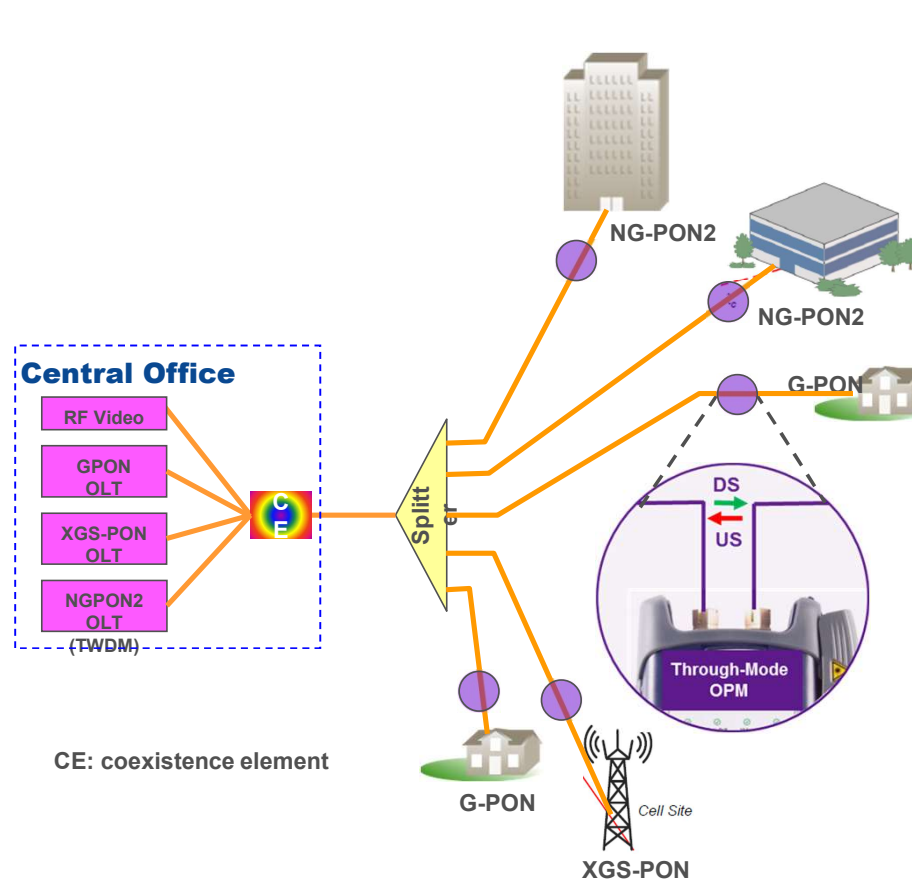 NG-PON2
NG-PON2
Central Office
RF Video
GPON
OLT
XGS-PON
OLT
NGPON2
OLT
(TWDM)
C
E
Splitt
er
G-PON
DS
US
Through-Mode
OPM
CE: coexistence element
G-PON
Cell Site
XGS-PON